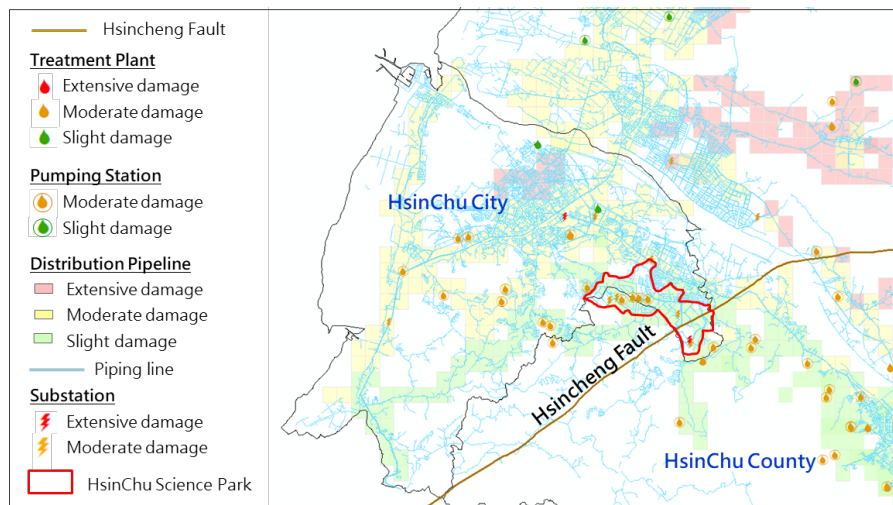 Hsincheng Fault
Treatment Plant
Extensive damage
Moderate damage
Slight damage
Pumping Station
Moderate damage
Slight damage
Distribution Pipeline
Extensive damage
Moderate damage
Slight damage
Piping line
Substation
Extensive damage
Moderate damage
HsinChu Science Park
HsinChu City
Hsincheng Fault
HsinChu County